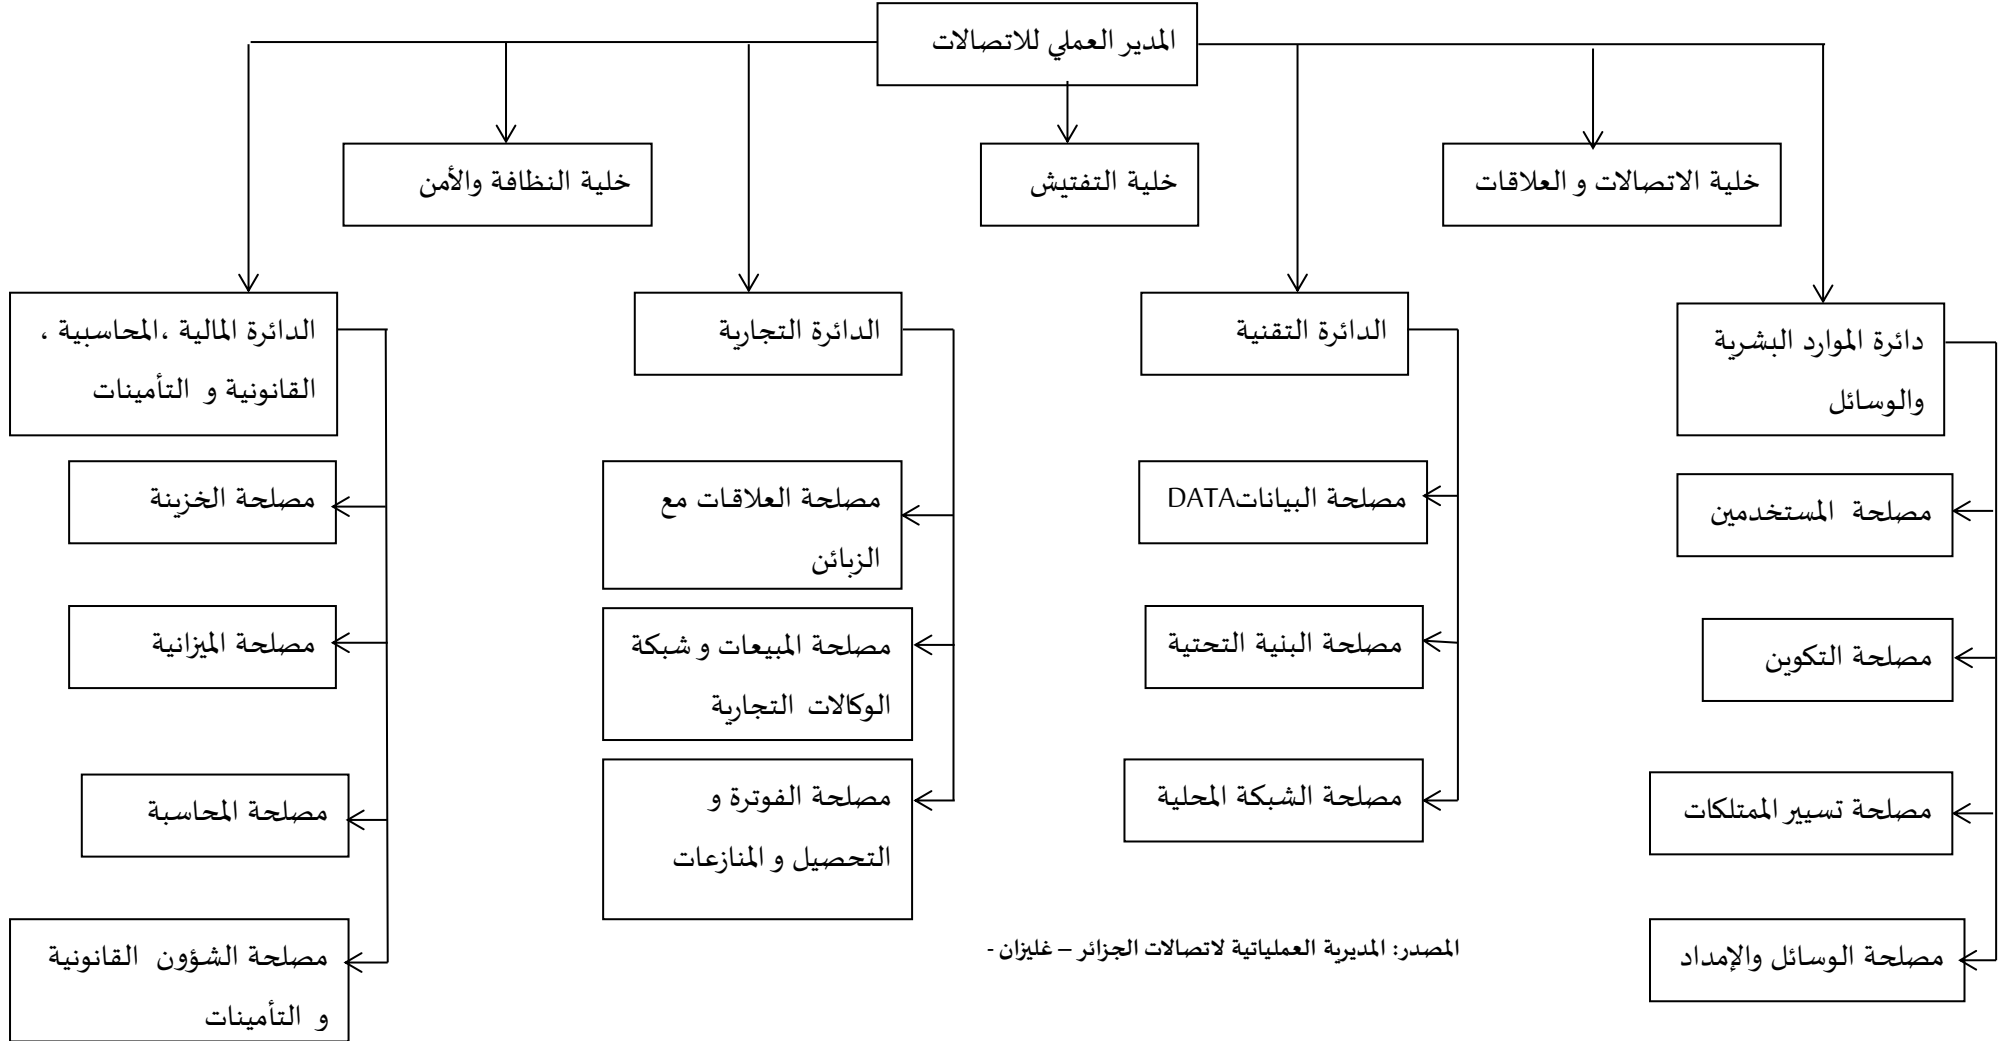 المدير العملي للاتصالات
خلية الاتصالات و العلاقات
خلية التفتيش
خلية النظافة والأمن
دائرة الموارد البشرية
والوسائل
مصلحة المستخدمين
مصلحة التكوين
مصلحة تسيير الممتلكات
مصلحة الوسائل والإمداد
الدائرة التقنية
مصلحة البياناتDATA
مصلحة البنية التحتية
مصلحة الشبكة المحلية
الدائرة التجارية
مصلحة العلاقات مع
الزبائن
مصلحة المبيعات و شبكة
الوكالات التجارية
مصلحة الفوترة و
التحصيل و المنازعات
الدائرة المالية ،المحاسبية ،
القانونية و التأمينات
مصلحة الخزينة
مصلحة الميزانية
مصلحة المحاسبة
مصلحة الشؤون القانونية
و التأمينات
المصدر: المديرية العملياتية لاتصالات الجزائر – غليزان -